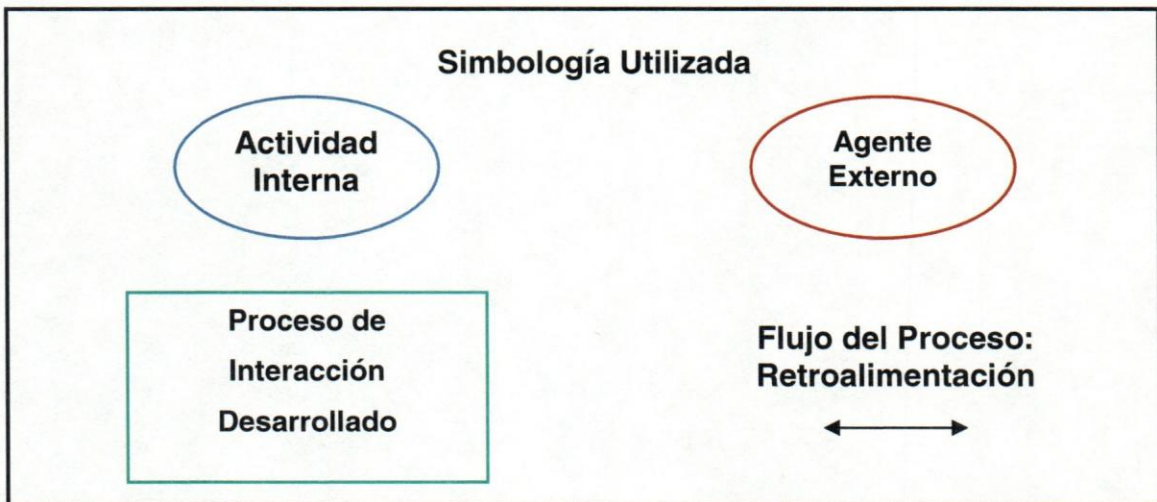 Simbología Utilizada
Actividad
Interna
Agente
Externo
Proceso de
Interacción
Desarrollado
Flujo del Proceso:
Retroalimentación